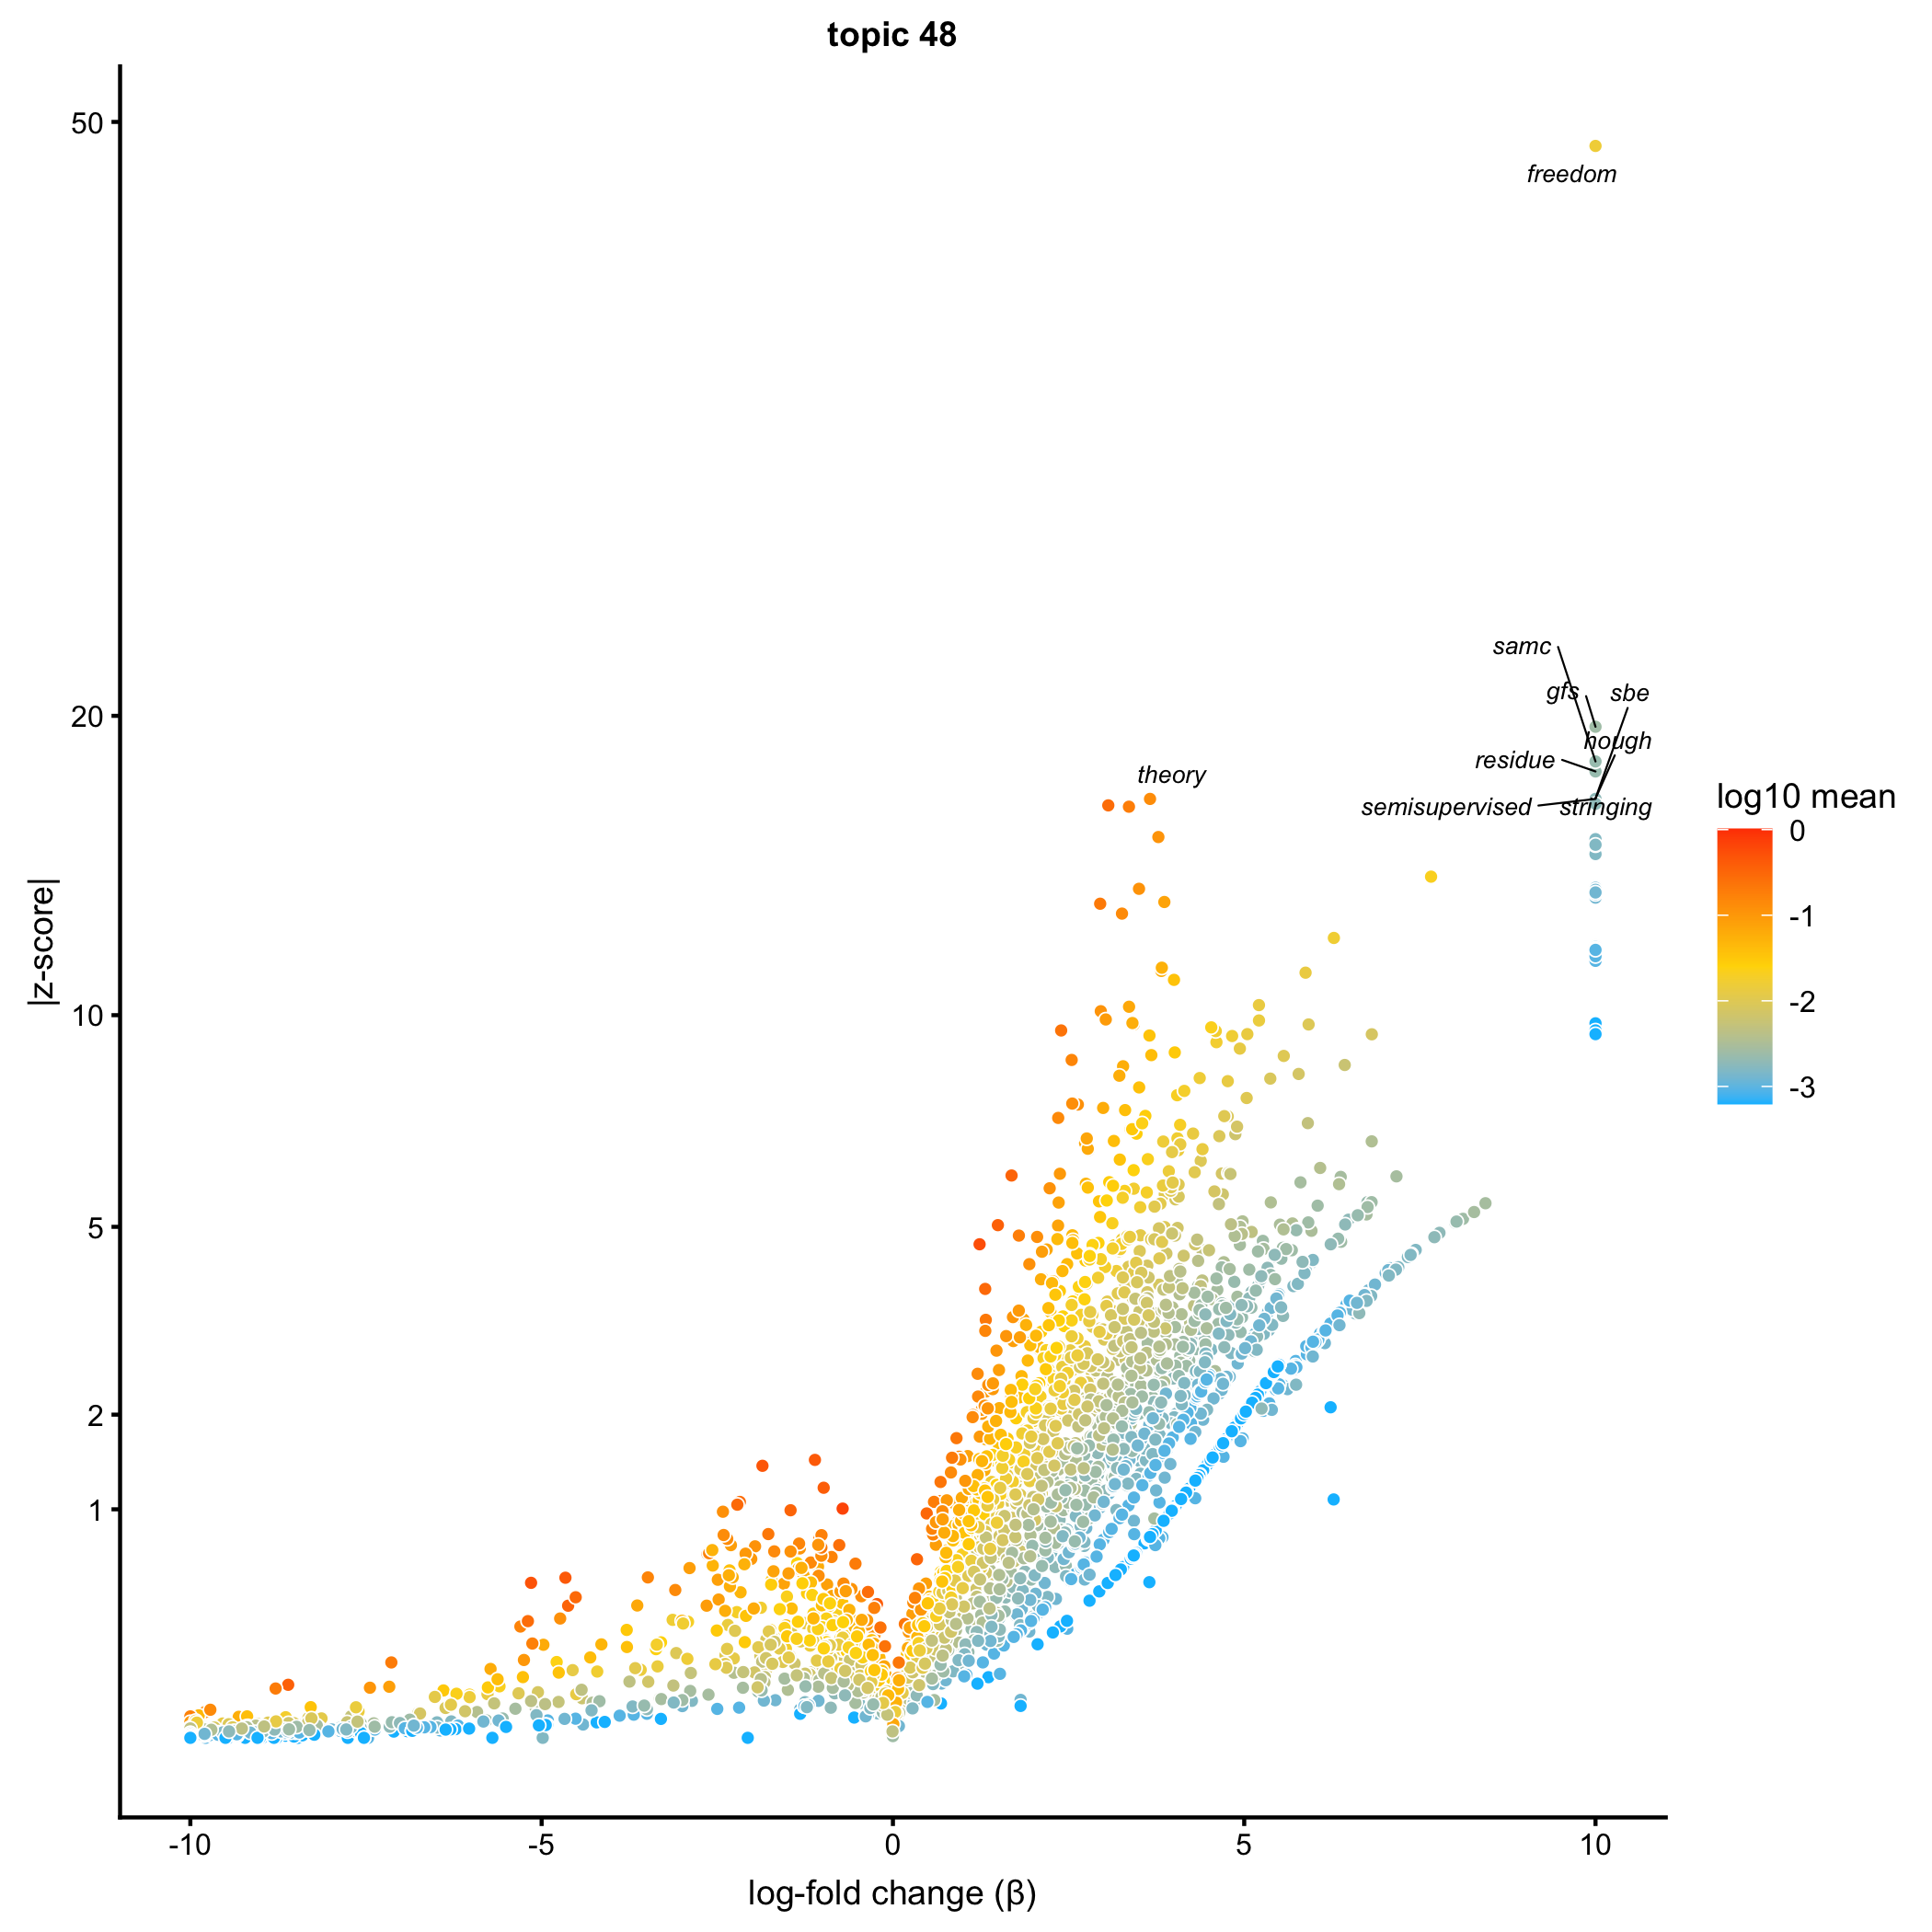 topic 48
50
freedom
samc
gfs
sbe
20
hough
residue
theory
semisupervised
stringing
log10 mean
0
-1
-2
-3
|z-score|
10
5
2
1
-10
-5
0
5
10
log-fold change (β)